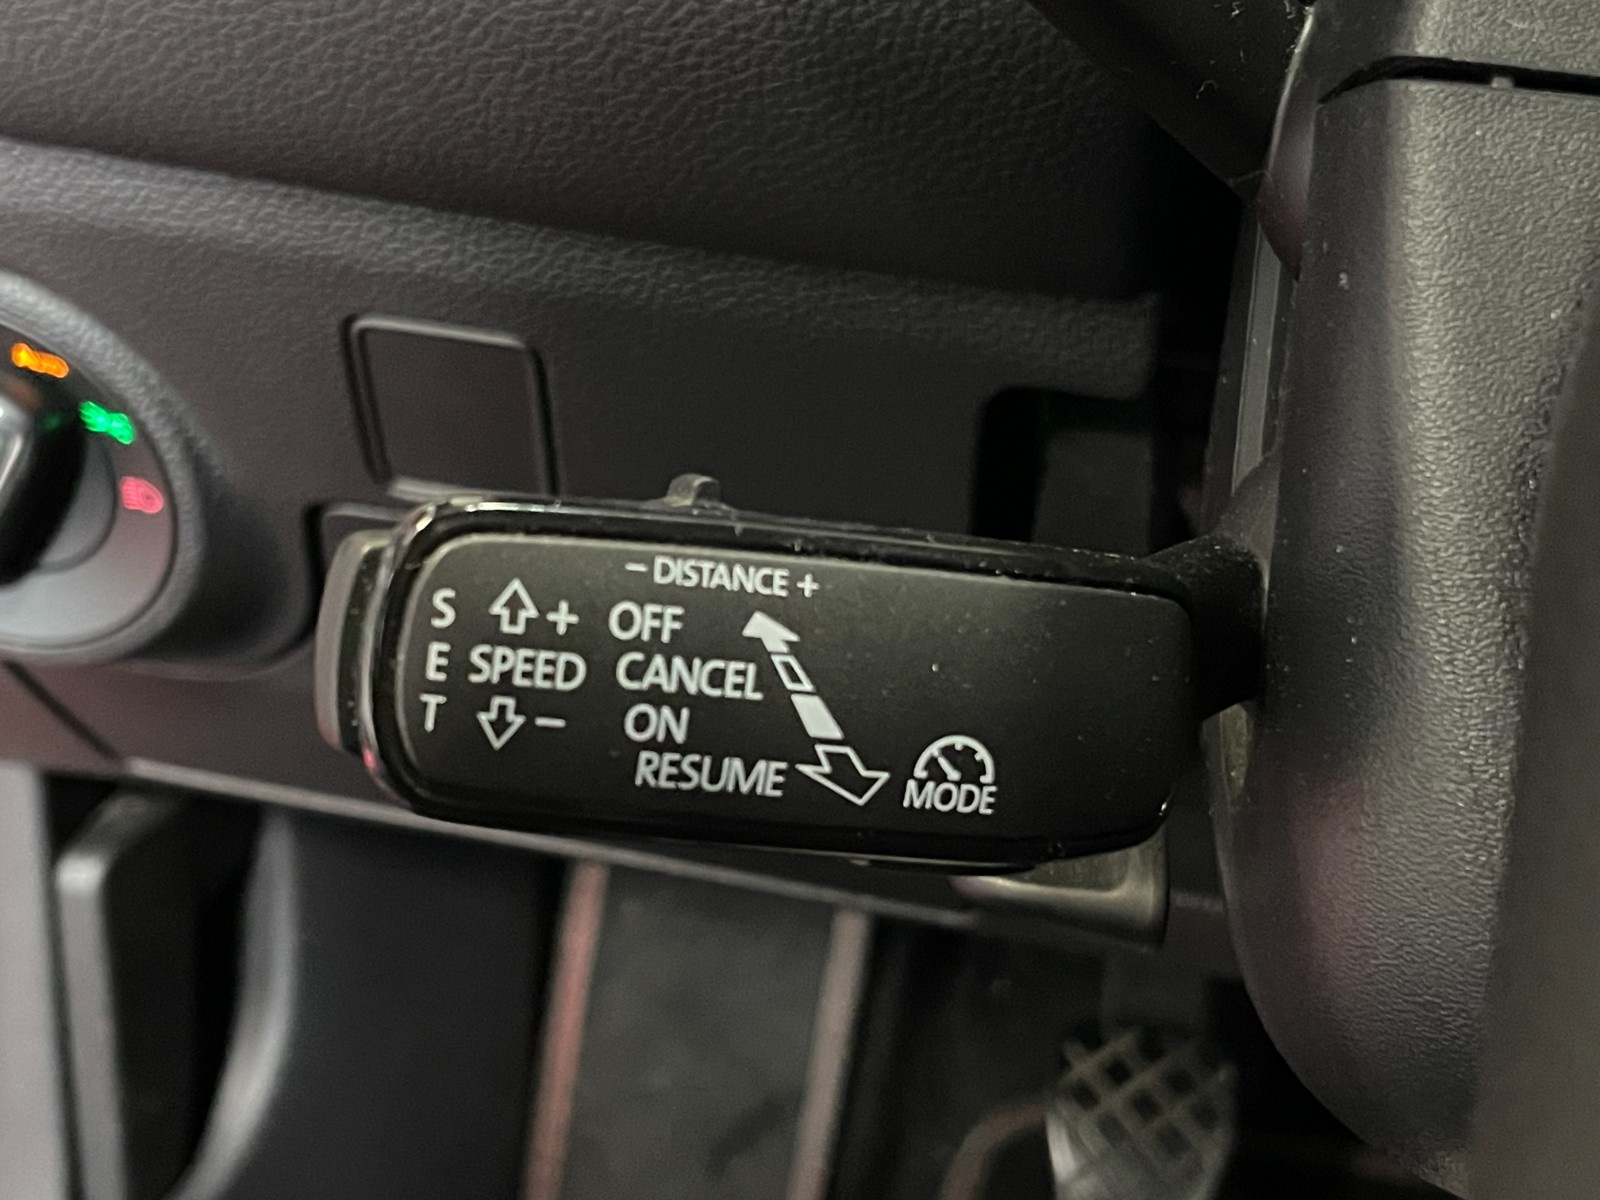 − DISTANCE +
S + OFF
E SPEED CANCEL
T − ON
RESUME
MODE